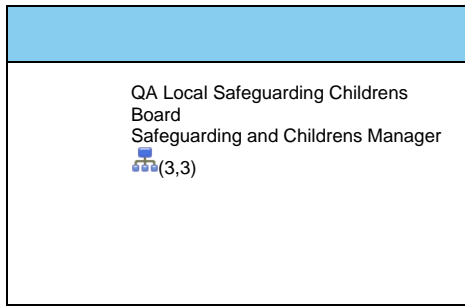 QA Local Safeguarding Childrens
Board
Safeguarding and Childrens Manager
(3,3)